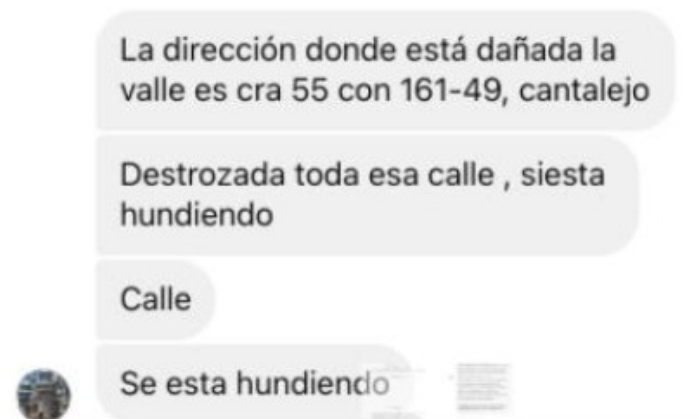 La dirección donde está dañada la
valle es cra 55 con 161-49, cantalejo
Destrozada toda esa calle , siesta
hundiendo
Calle
Se esta hundiendo